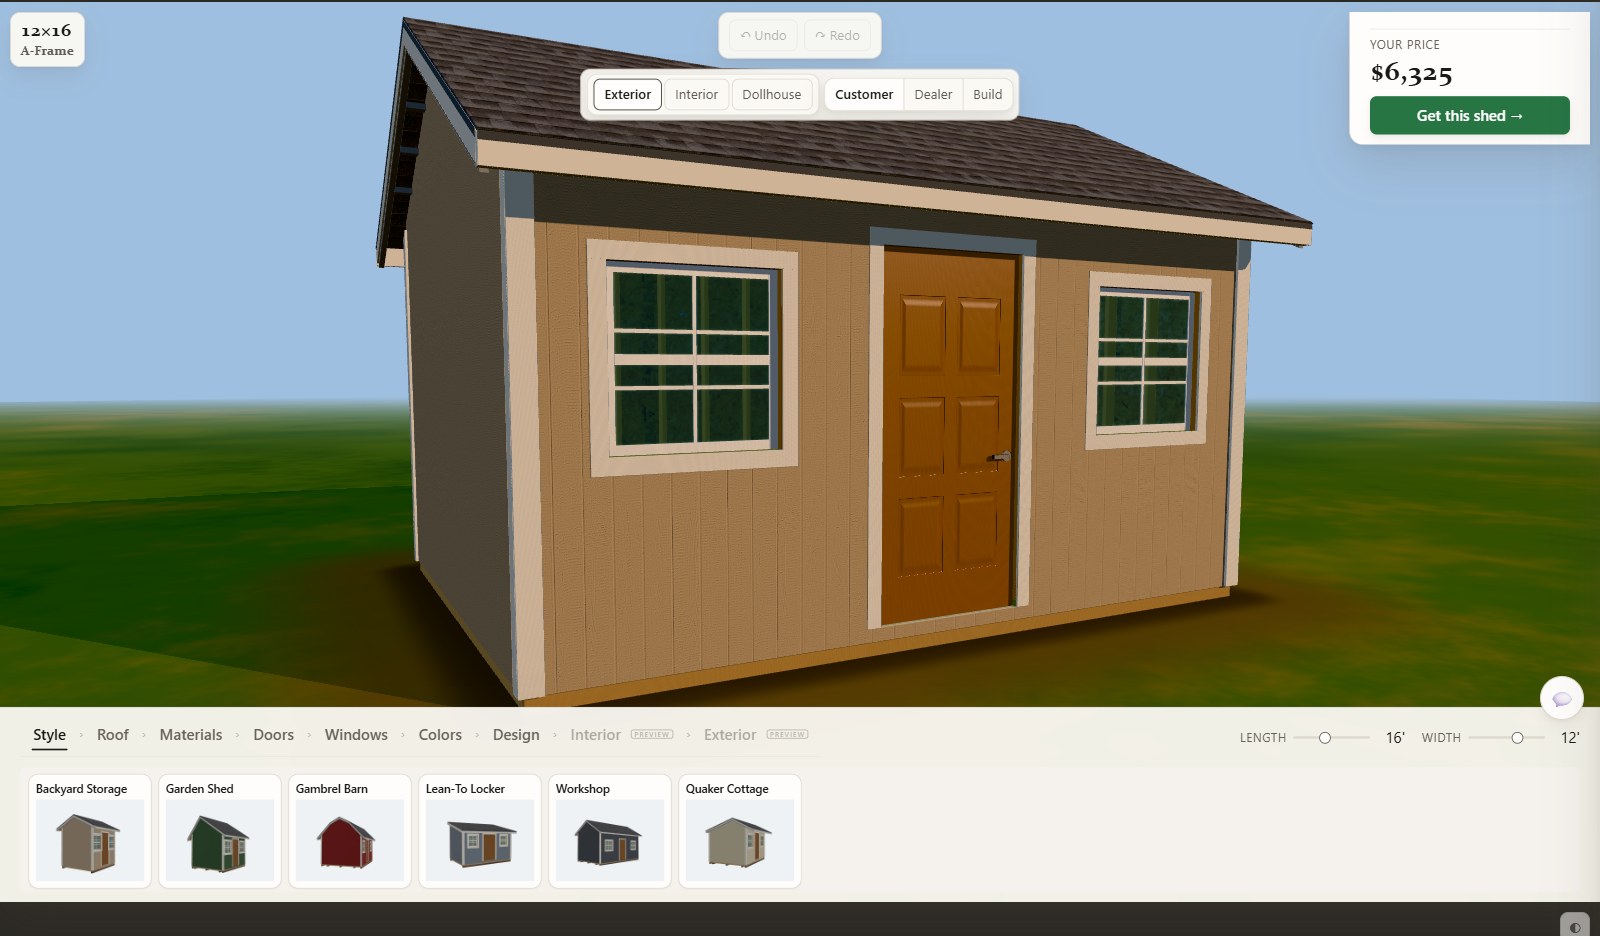 12×16
A-Frame
Undo
Redo
Exterior
Interior
Dollhouse
Customer
Dealer
Build
YOUR PRICE
$6,325
Get this shed →
Style › Roof › Materials › Doors › Windows › Colors › Design › Interior PREVIEW › Exterior PREVIEW
LENGTH 16' WIDTH 12'
Backyard Storage
Garden Shed
Gambrel Barn
Lean-To Locker
Workshop
Quaker Cottage